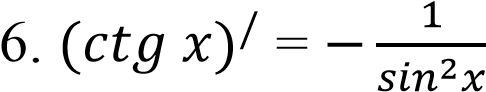 6. (ctg x)/ = − 1/sin²x